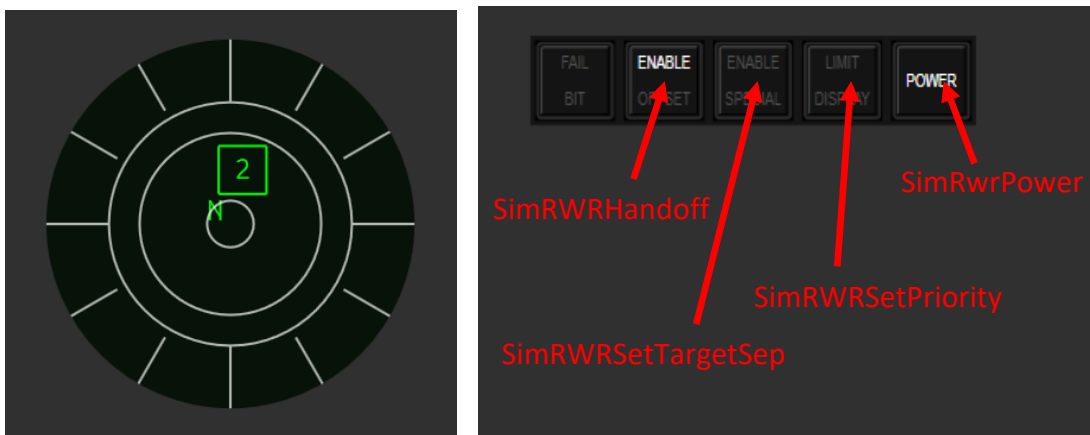 2
N
FAIL
BIT
ENABLE
OFFSET
ENABLE
SPECIAL
LIMIT
DISPLAY
POWER
SimRwrPower
SimRWRHandoff
SimRWRSetPriority
SimRWRSetTargetSep